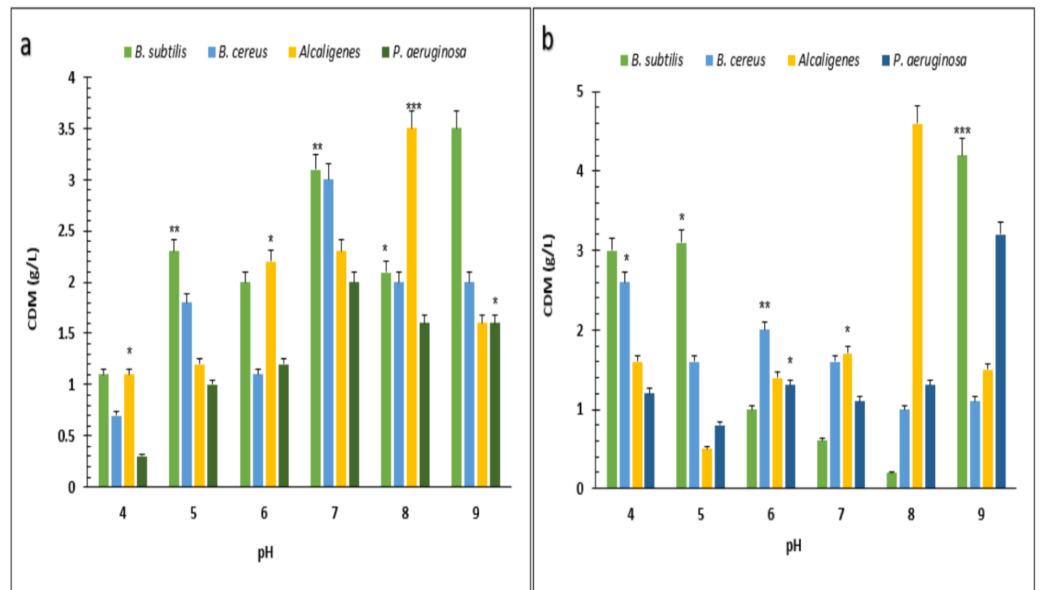 a
B. subtilis B. cereus Alcaligenes P. aeruginosa
4
3.5
3
2.5
2
1.5
1
0.5
0
CDM (g/L)
* ** * ** * *** *
4 5 6 7 8 9
pH
b
B. subtilis B. cereus Alcaligenes P. aeruginosa
5
4
3
2
1
0
CDM (g/L)
* * ** * * ***
4 5 6 7 8 9
pH